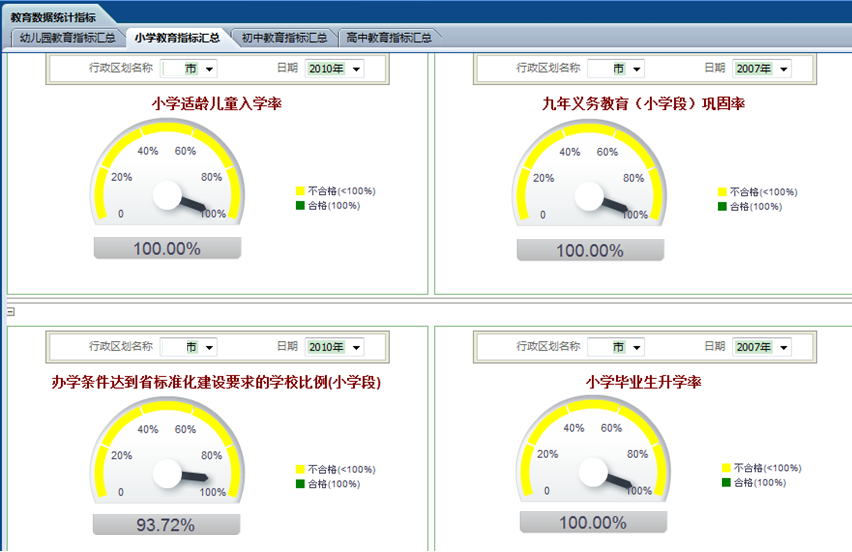 教育数据统计指标
幼儿园教育指标汇总 小学教育指标汇总 初中教育指标汇总 高中教育指标汇总
行政区划名称 市 日期 2010年
行政区划名称 市 日期 2007年
小学适龄儿童入学率
0 20% 40% 60% 80% 100%
不合格(<100%)
合格(100%)
100.00%
九年义务教育（小学段）巩固率
0 20% 40% 60% 80% 100%
不合格(<100%)
合格(100%)
100.00%
行政区划名称 市 日期 2010年
行政区划名称 市 日期 2007年
办学条件达到省标准化建设要求的学校比例(小学段)
0 20% 40% 60% 80% 100%
不合格(<100%)
合格(100%)
93.72%
小学毕业生升学率
0 20% 40% 60% 80% 100%
不合格(<100%)
合格(100%)
100.00%